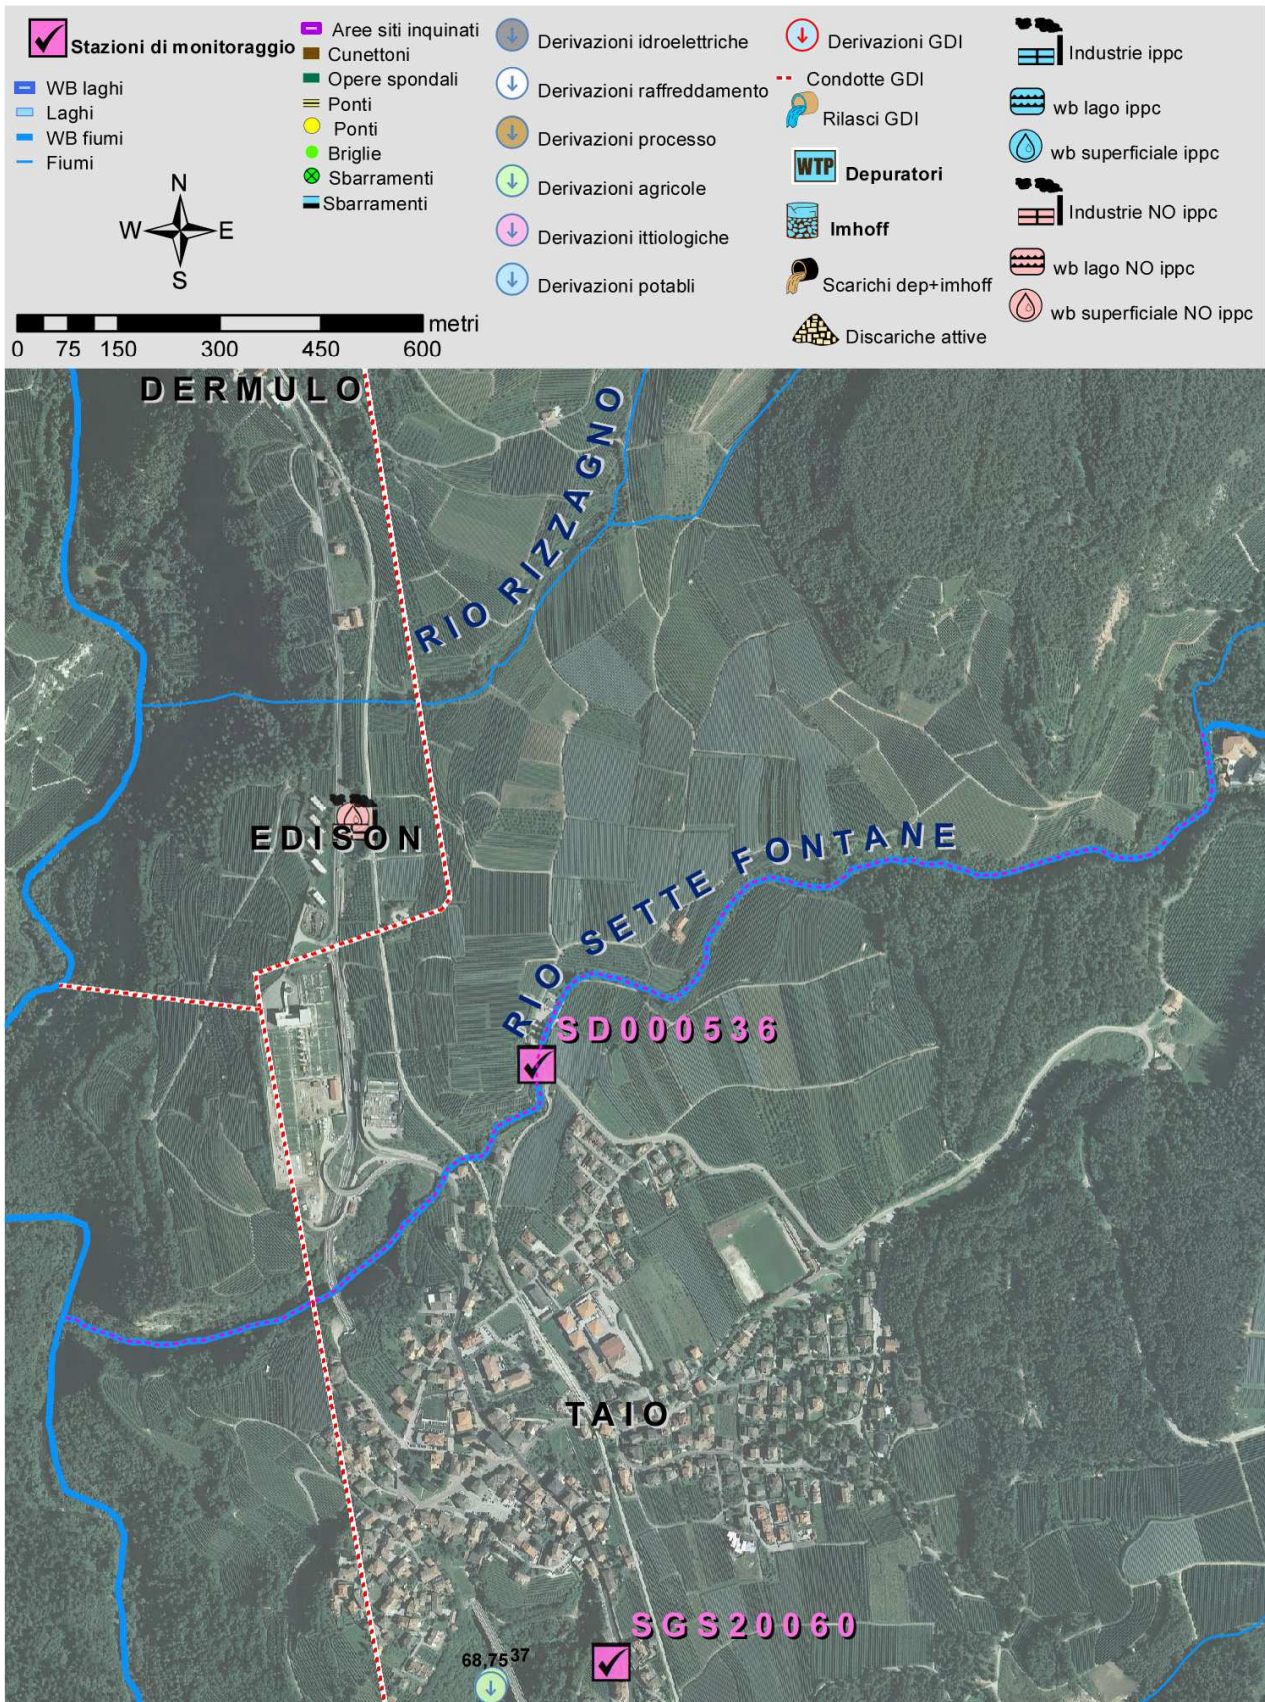 Stazioni di monitoraggio
WB laghi
Laghi
WB fiumi
Fiumi
N
W E
S
metri
0 75 150 300 450 600
Aree siti inquinati
Cunettoni
Opere spondali
Ponti
Ponti
Briglie
Sbarramenti
Sbarramenti
Derivazioni idroelettriche
Derivazioni raffreddamento
Derivazioni processo
Derivazioni agricole
Derivazioni ittiologiche
Derivazioni potabli
Derivazioni GDI
Condotte GDI
Rilasci GDI
WTP Depuratori
Imhoff
Scarichi dep+imhoff
Discariche attive
Industrie ippc
wb lago ippc
wb superficiale ippc
Industrie NO ippc
wb lago NO ippc
wb superficiale NO ippc
DERMULO
RIO RIZZAGNO
EDISON
RIO SETTE FONTANE
SD000536
TAIO
SGS20060
68,75 37